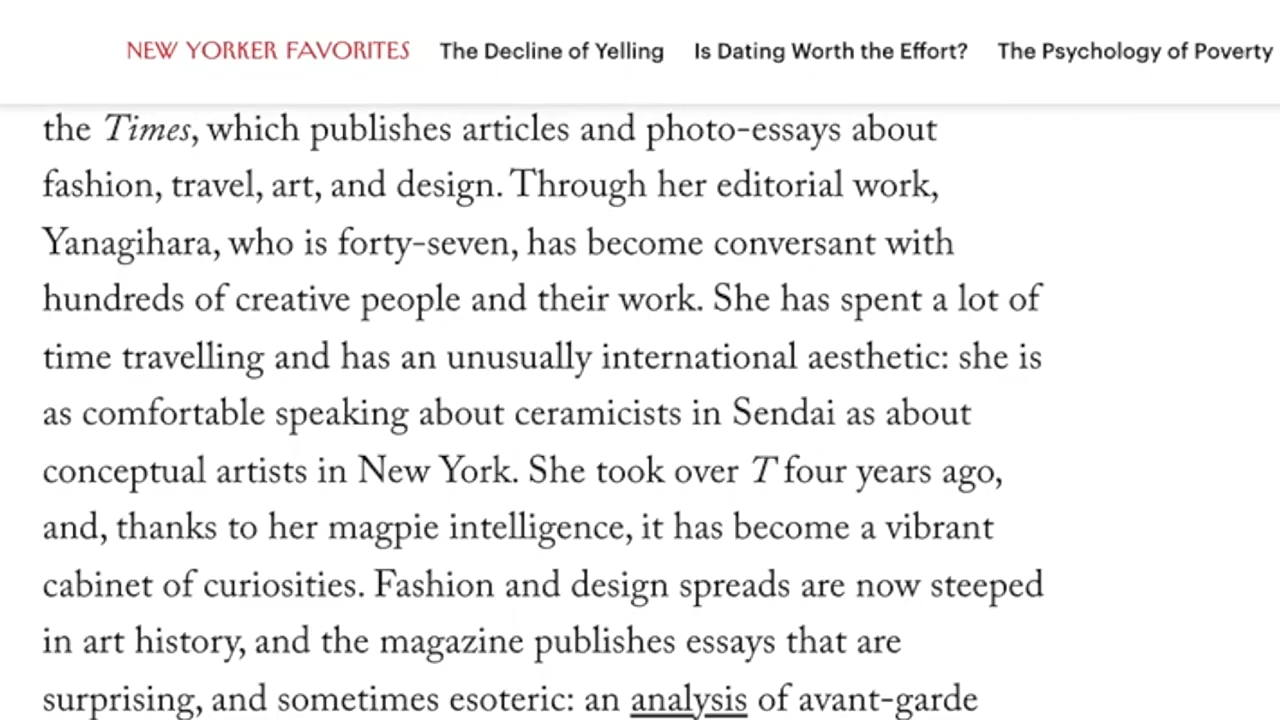 NEW YORKER FAVORITES The Decline of Yelling Is Dating Worth the Effort? The Psychology of Poverty
the Times, which publishes articles and photo-essays about
fashion, travel, art, and design. Through her editorial work,
Yanagihara, who is forty-seven, has become conversant with
hundreds of creative people and their work. She has spent a lot of
time travelling and has an unusually international aesthetic: she is
as comfortable speaking about ceramicists in Sendai as about
conceptual artists in New York. She took over T four years ago,
and, thanks to her magpie intelligence, it has become a vibrant
cabinet of curiosities. Fashion and design spreads are now steeped
in art history, and the magazine publishes essays that are
surprising, and sometimes esoteric: an analysis of avant-garde